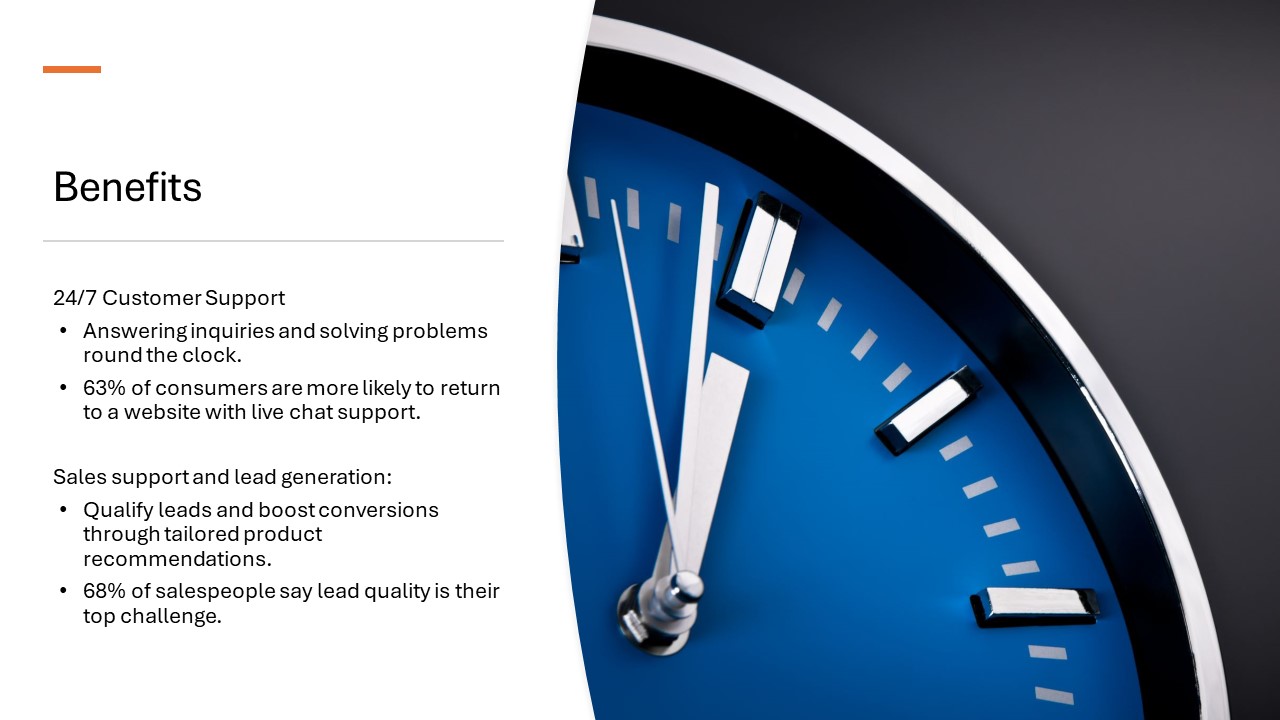 Benefits
24/7 Customer Support
• Answering inquiries and solving problems
round the clock.
• 63% of consumers are more likely to return
to a website with live chat support.
Sales support and lead generation:
• Qualify leads and boost conversions
through tailored product
recommendations.
• 68% of salespeople say lead quality is their
top challenge.